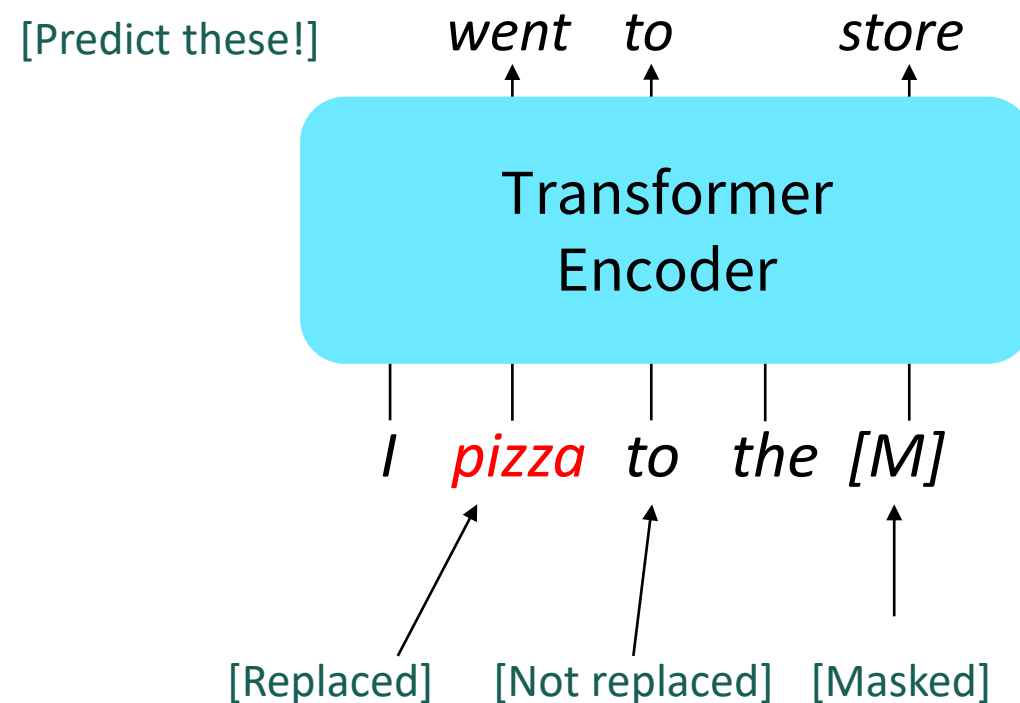 [Predict these!] went to store
Transformer
Encoder
I pizza to the [M]
[Replaced] [Not replaced] [Masked]